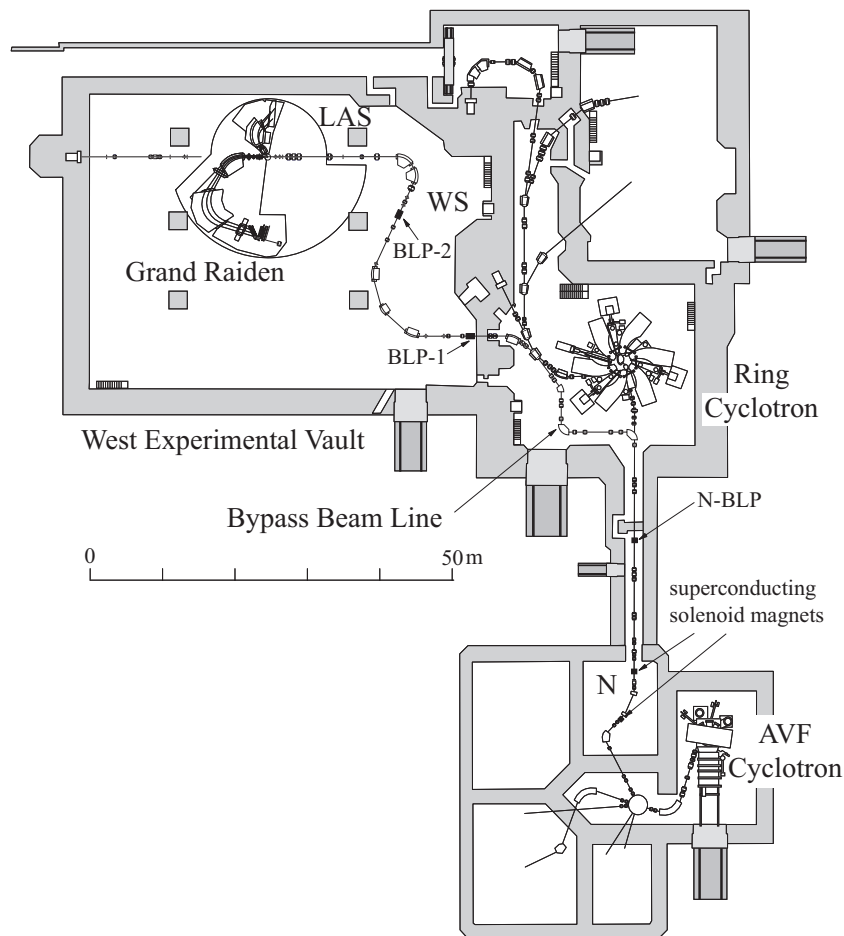 LAS
WS
BLP-2
Grand Raiden
BLP-1
Ring
Cyclotron
West Experimental Vault
N-BLP
Bypass Beam Line
0
50 m
superconducting
solenoid magnets
N
AVF
Cyclotron